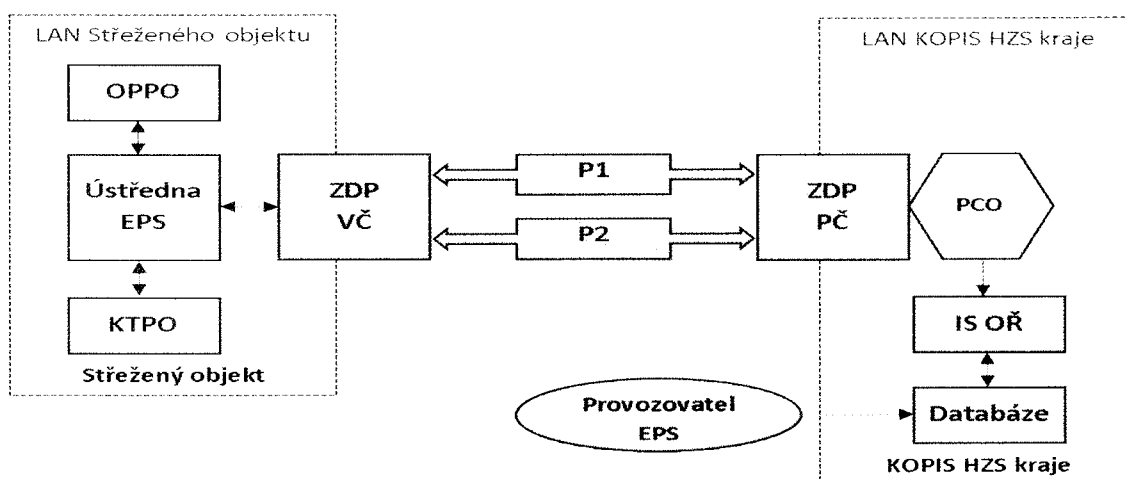 LAN Střeženého objektu
OPPO
Ústředna
EPS
KTPO
Střežený objekt
ZDP
VČ
P1
P2
LAN KOPIS HZS kraje
ZDP
PČ
PCO
IS OŘ
Databáze
KOPIS HZS kraje
Provozovatel
EPS